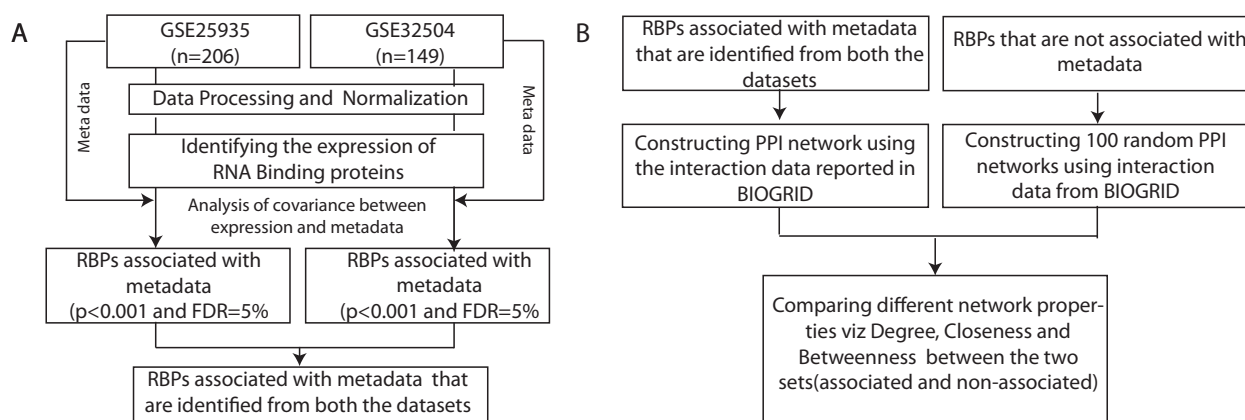 A
GSE25935
(n=206)
GSE32504
(n=149)
Meta data
Meta data
Data Processing and Normalization
Identifying the expression of
RNA Binding proteins
Analysis of covariance between
expression and metadata
RBPs associated with
metadata
(p<0.001 and FDR=5%
RBPs associated with
metadata
(p<0.001 and FDR=5%
RBPs associated with metadata that
are identified from both the datasets
B
RBPs associated with metadata
that are identified from both the
datasets
RBPs that are not associated with
metadata
Constructing PPI network using
the interaction data reported in
BIOGRID
Constructing 100 random PPI
networks using interaction
data from BIOGRID
Comparing different network proper-
ties viz Degree, Closeness and
Betweenness between the two
sets(associated and non-associated)